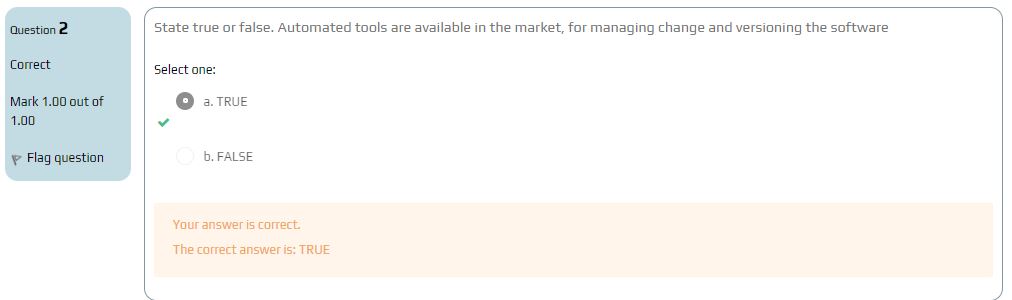 Question 2
Correct
Mark 1.00 out of
1.00
Flag question
State true or false. Automated tools are available in the market, for managing change and versioning the software
Select one:
a. TRUE
b. FALSE
Your answer is correct.
The correct answer is: TRUE